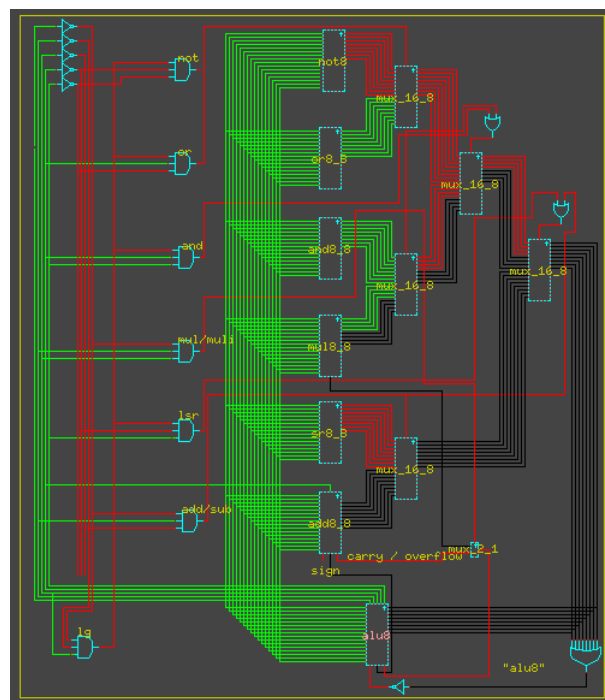 not
not8
mux_16_8
or
or8_8
mux_16_8
and
and8_8
mux_16_8
mux_16_8
mul/muli
mul8_8
lsr
sr8_8
mux_16_8
add/sub
add8_8
carry / overflow
mux_2_1
sign
lg
alu8
"alu8"